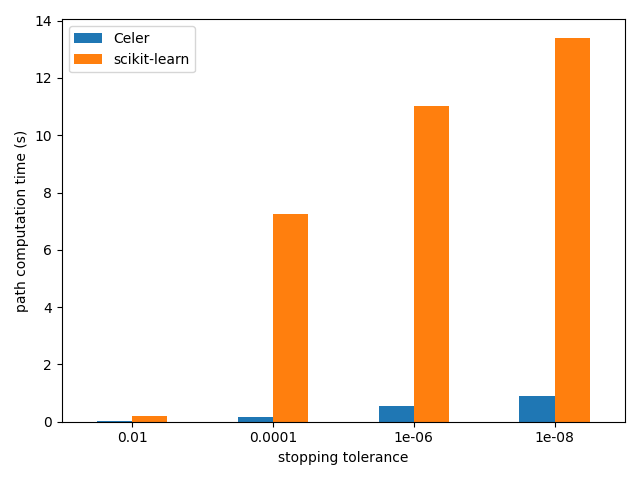 Celer
scikit-learn
path computation time (s)
14
12
10
8
6
4
2
0
0.01
0.0001
1e-06
1e-08
stopping tolerance